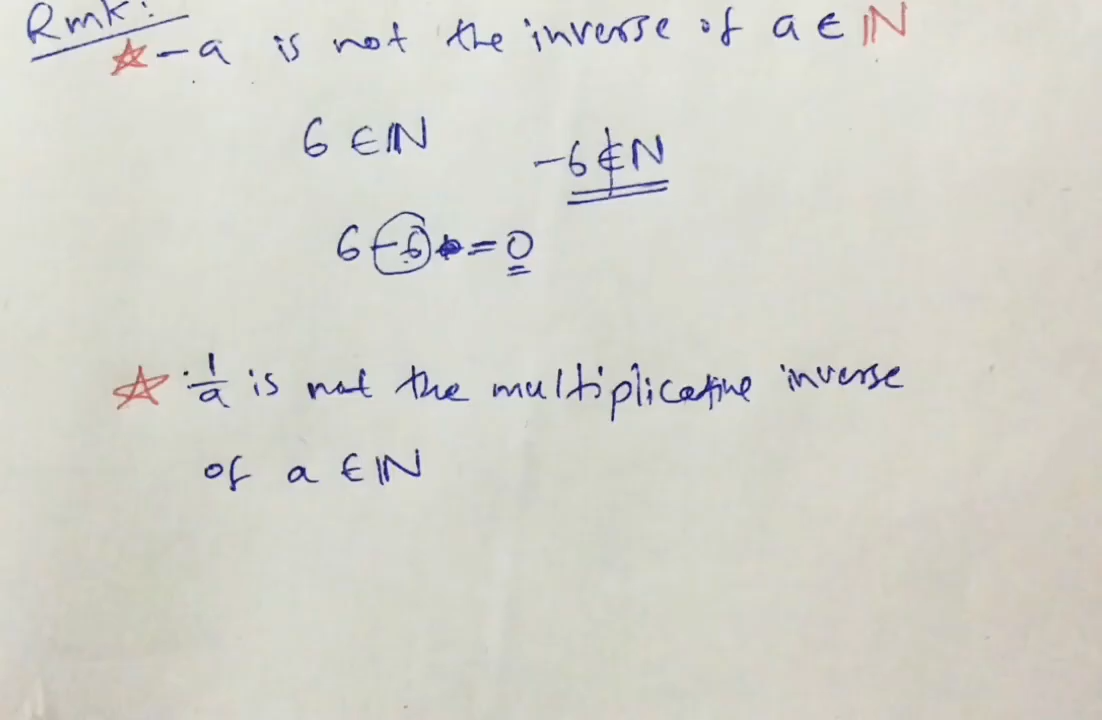 Rmk:
☆ -a is not the inverse of a ∈ ℕ
6 ∈ ℕ
-6 ∉ N
6 -6 = 0
☆ 1/a is not the multiplicative inverse
of a ∈ ℕ